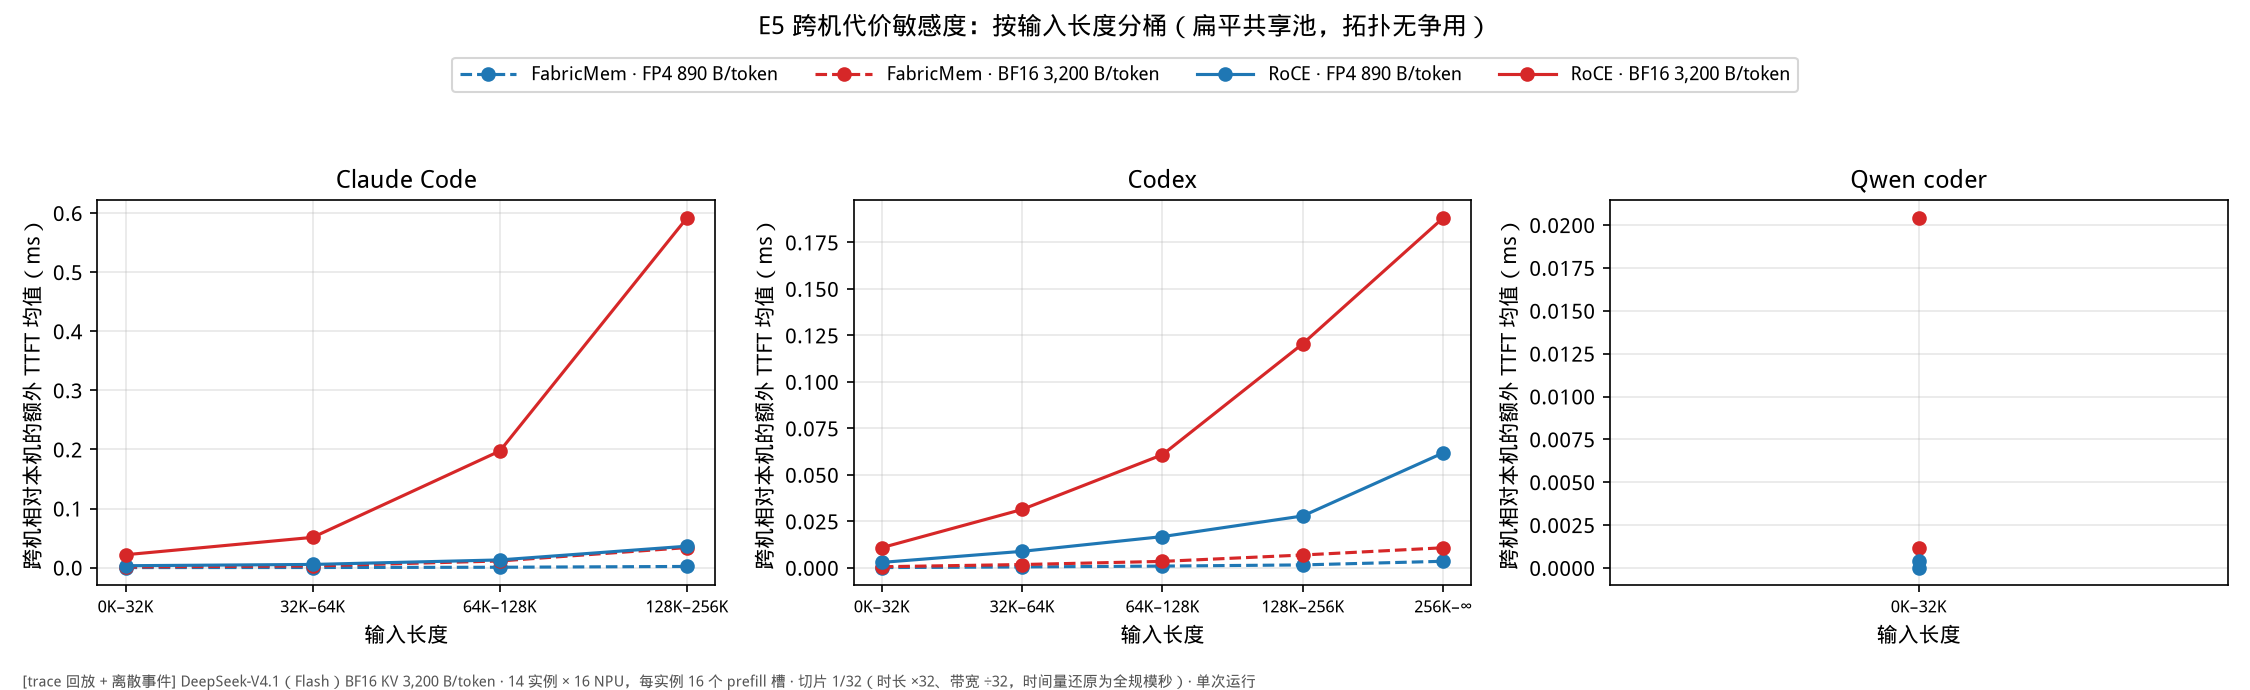 E5 跨机代价敏感度：按输入长度分桶（扁平共享池，拓扑无争用）
FabricMem · FP4 890 B/token
FabricMem · BF16 3,200 B/token
RoCE · FP4 890 B/token
RoCE · BF16 3,200 B/token
Claude Code
跨机相对本机的额外 TTFT 均值（ms）
0.6
0.5
0.4
0.3
0.2
0.1
0.0
0K–32K
32K–64K
64K–128K
128K–256K
输入长度
Codex
跨机相对本机的额外 TTFT 均值（ms）
0.175
0.150
0.125
0.100
0.075
0.050
0.025
0.000
0K–32K
32K–64K
64K–128K
128K–256K
256K–∞
输入长度
Qwen coder
跨机相对本机的额外 TTFT 均值（ms）
0.0200
0.0175
0.0150
0.0125
0.0100
0.0075
0.0050
0.0025
0.0000
0K–32K
输入长度
[trace 回放 + 离散事件] DeepSeek-V4.1（Flash）BF16 KV 3,200 B/token · 14 实例 × 16 NPU，每实例 16 个 prefill 槽 · 切片 1/32（时长 ×32、带宽 ÷32，时间量还原为全规模秒）· 单次运行